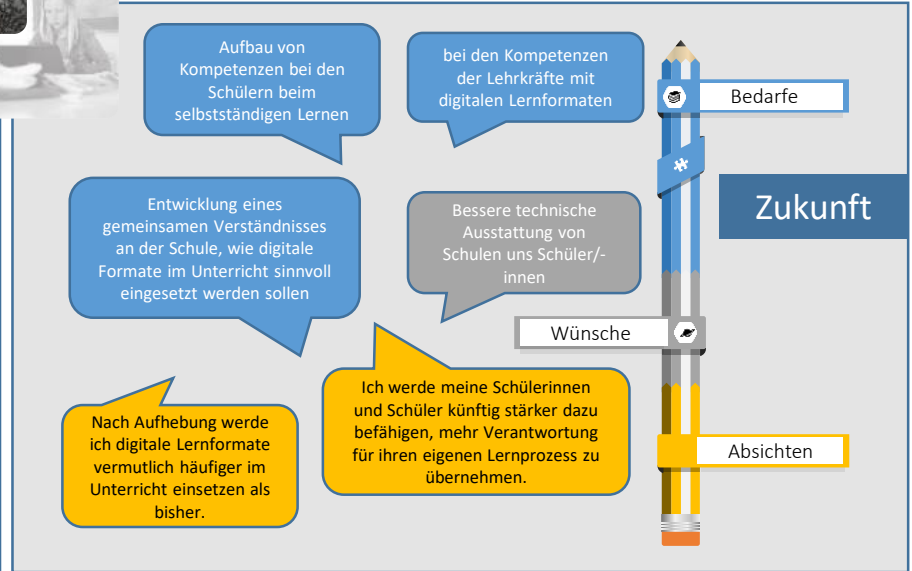 Aufbau von
Kompetenzen bei den
Schülern beim
selbstständigen Lernen
bei den Kompetenzen
der Lehrkräfte mit
digitalen Lernformaten
Bedarfe
Zukunft
Entwicklung eines
gemeinsamen Verständnisses
an der Schule, wie digitale
Formate im Unterricht sinnvoll
eingesetzt werden sollen
Bessere technische
Ausstattung von
Schulen uns Schüler/-
innen
Wünsche
Ich werde meine Schülerinnen
und Schüler künftig stärker dazu
befähigen, mehr Verantwortung
für ihren eigenen Lernprozess zu
übernehmen.
Nach Aufhebung werde
ich digitale Lernformate
vermutlich häufiger im
Unterricht einsetzen als
bisher.
Absichten